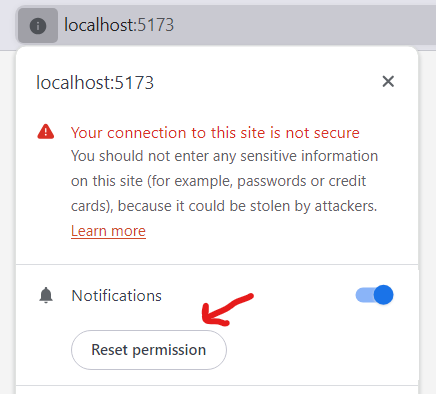 localhost:5173
localhost:5173
Your connection to this site is not secure
You should not enter any sensitive information
on this site (for example, passwords or credit
cards), because it could be stolen by attackers.
Learn more
Notifications
Reset permission